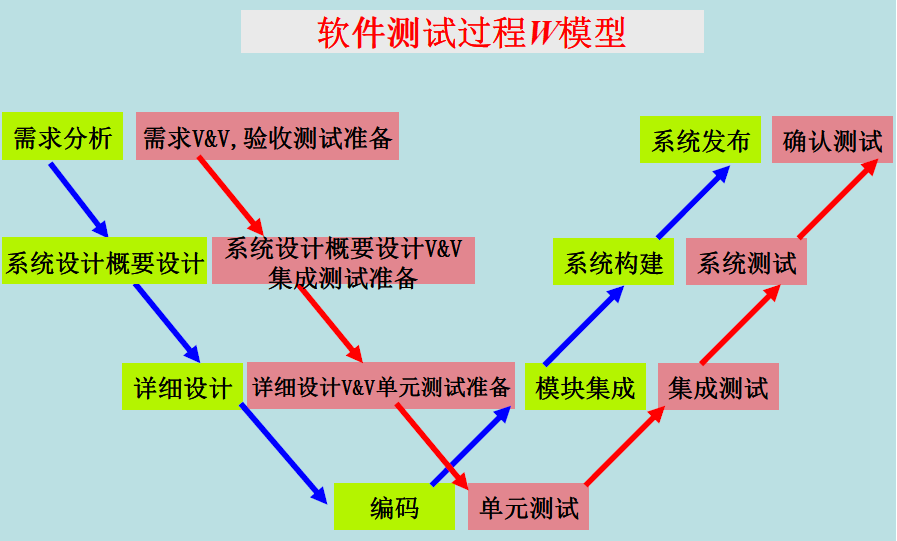 软件测试过程W模型
需求分析
需求V&V,验收测试准备
系统发布
确认测试
系统设计概要设计
系统设计概要设计V&V
集成测试准备
系统构建
系统测试
详细设计
详细设计V&V单元测试准备
模块集成
集成测试
编码
单元测试